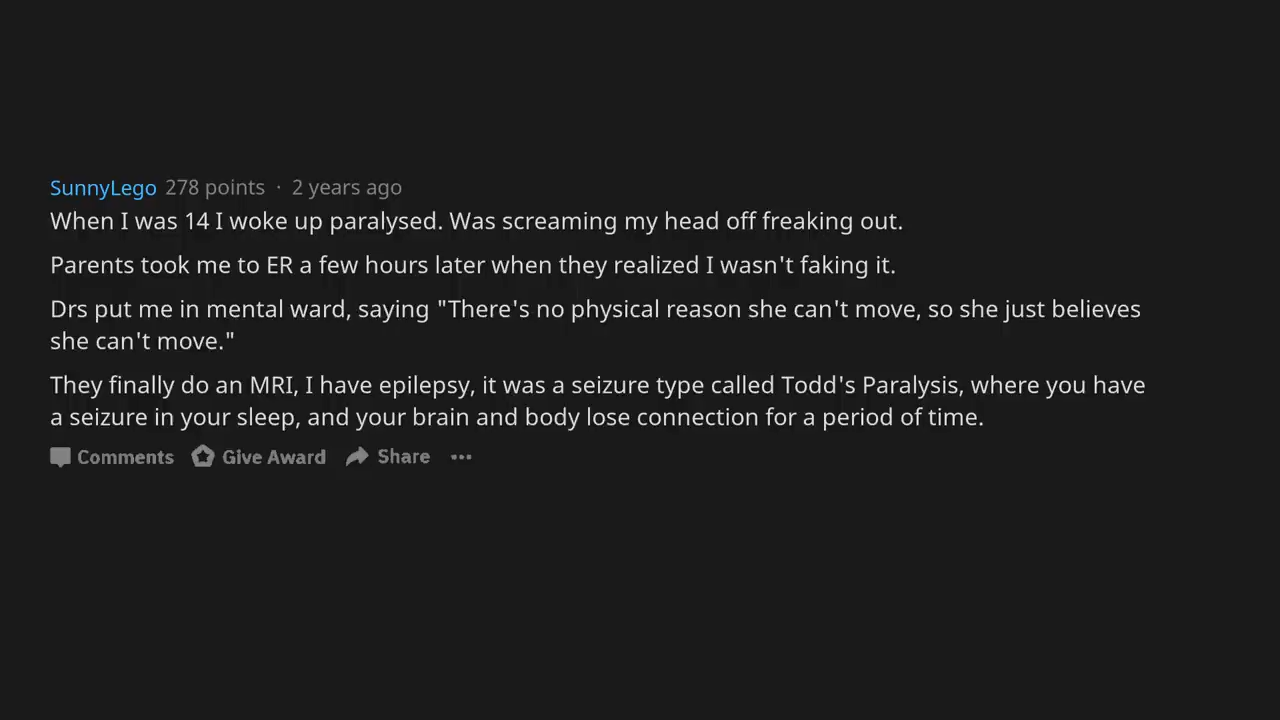 SunnyLego 278 points · 2 years ago
When I was 14 I woke up paralysed. Was screaming my head off freaking out.
Parents took me to ER a few hours later when they realized I wasn't faking it.
Drs put me in mental ward, saying "There's no physical reason she can't move, so she just believes
she can't move."
They finally do an MRI, I have epilepsy, it was a seizure type called Todd's Paralysis, where you have
a seizure in your sleep, and your brain and body lose connection for a period of time.
Comments Give Award Share ···